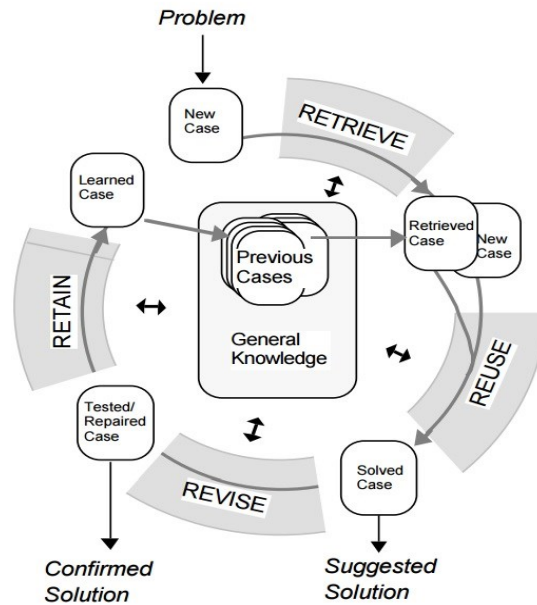 Problem
New
Case
RETRIEVE
Learned
Case
Retrieved
Case
New
Case
Previous
Cases
General
Knowledge
RETAIN
REUSE
Tested/
Repaired
Case
REVISE
Solved
Case
Confirmed
Solution
Suggested
Solution